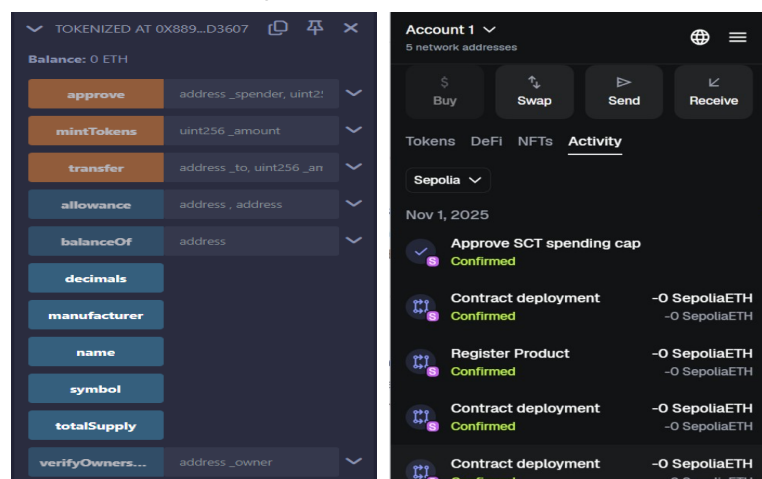 TOKENIZED AT 0X889...D3607
Balance: 0 ETH
approve address _spender, uint2!
mintTokens uint256 _amount
transfer address _to, uint256 _an
allowance address , address
balanceOf address
decimals
manufacturer
name
symbol
totalSupply
verifyOwners... address _owner
Account 1
5 network addresses
$
Buy Swap Send Receive
Tokens DeFi NFTs Activity
Sepolia
Nov 1, 2025
Approve SCT spending cap
S Confirmed
Contract deployment -0 SepoliaETH
S Confirmed -0 SepoliaETH
Register Product -0 SepoliaETH
S Confirmed -0 SepoliaETH
Contract deployment -0 SepoliaETH
S Confirmed -0 SepoliaETH
Contract deployment -0 SepoliaETH